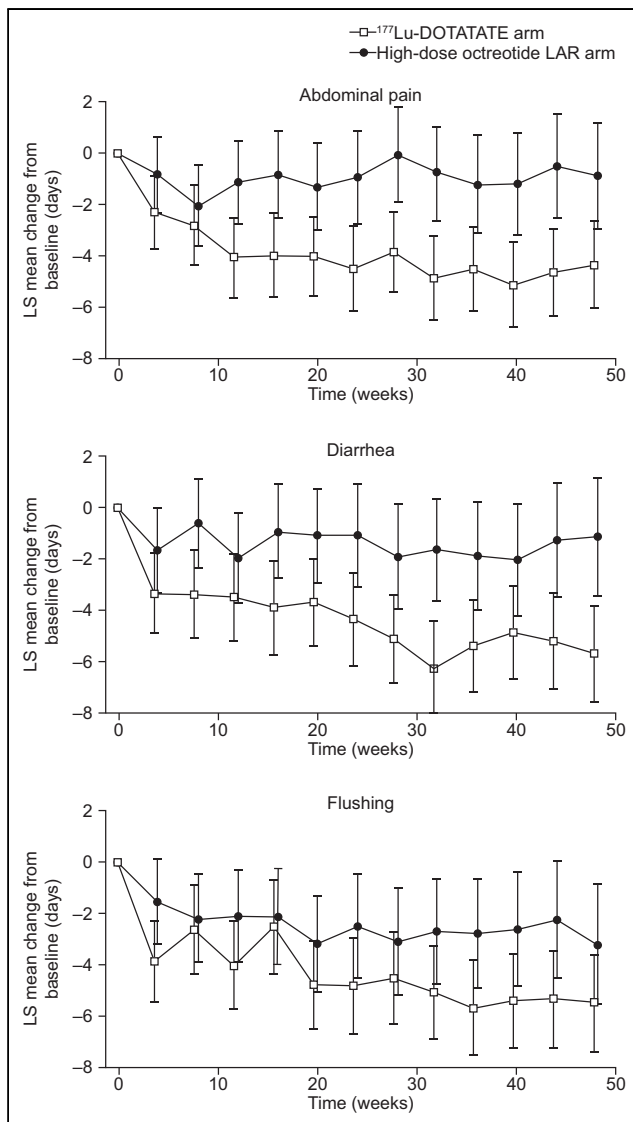 ¹⁷⁷Lu-DOTATATE arm
High-dose octreotide LAR arm
Abdominal pain
LS mean change from
baseline (days)
2
0
–2
–4
–6
–8
0 10 20 30 40 50
Time (weeks)
Diarrhea
LS mean change from
baseline (days)
2
0
–2
–4
–6
–8
0 10 20 30 40 50
Time (weeks)
Flushing
LS mean change from
baseline (days)
2
0
–2
–4
–6
–8
0 10 20 30 40 50
Time (weeks)